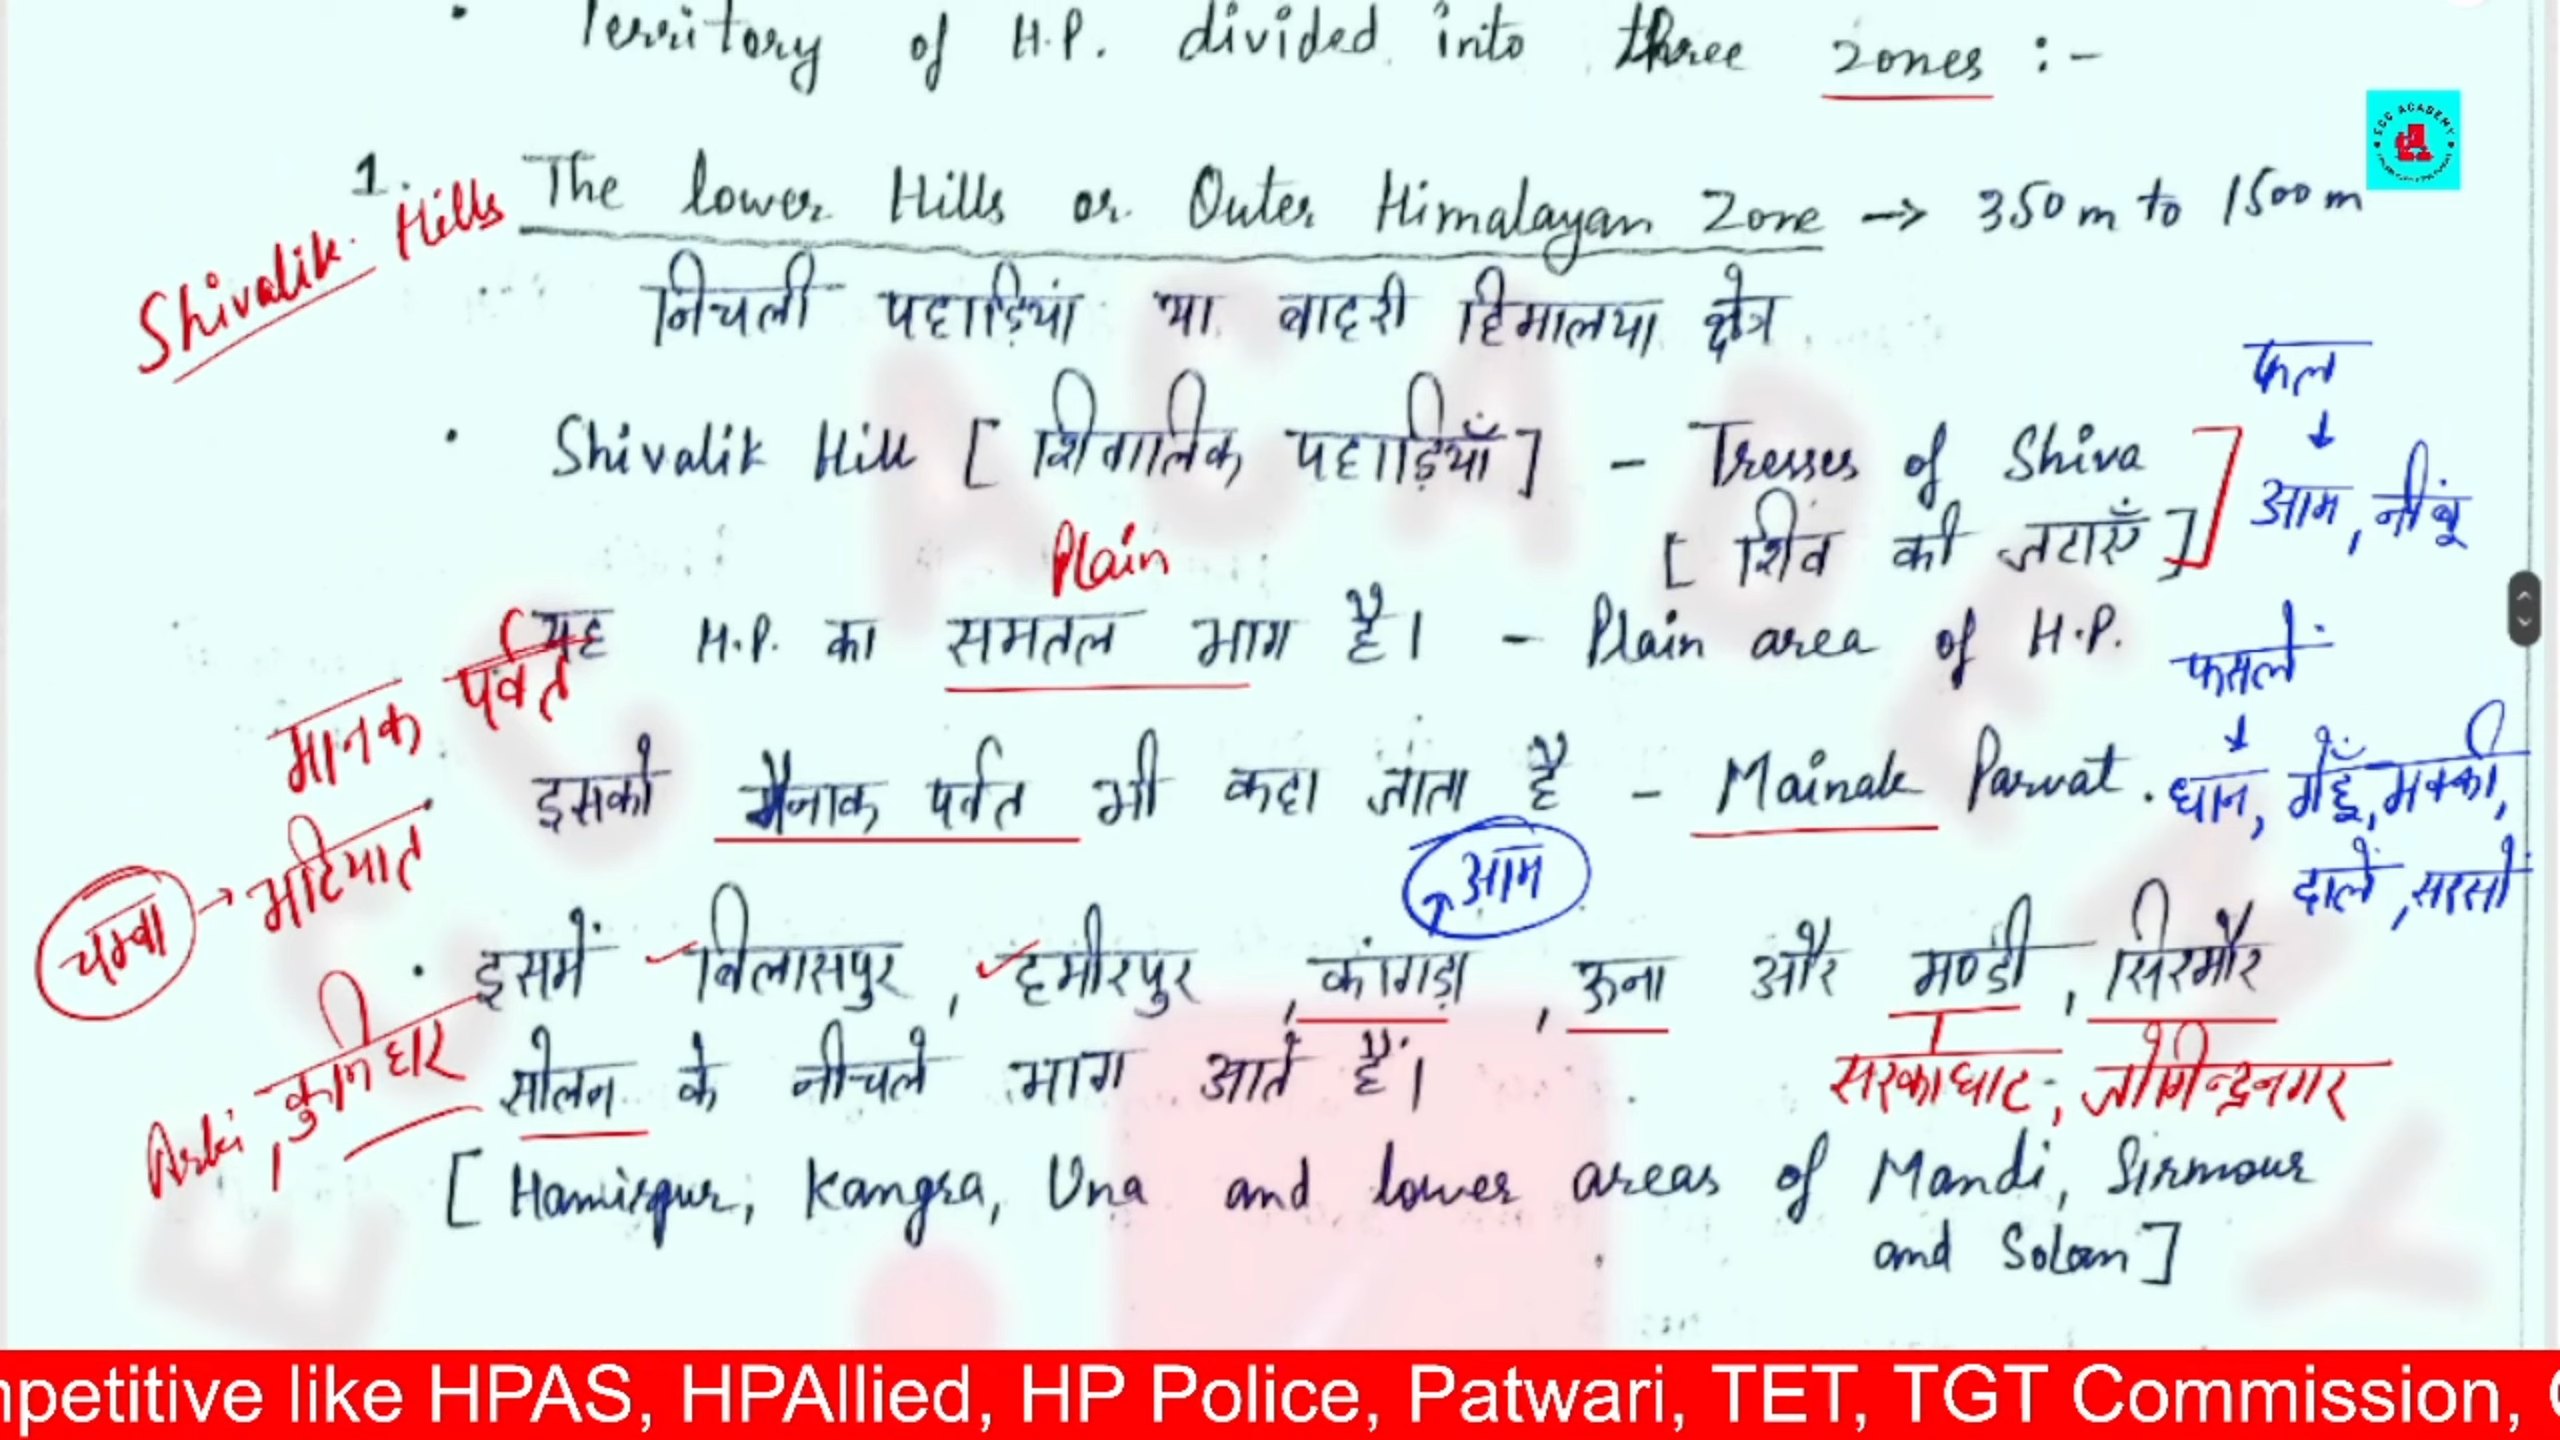 Territory of H.P. divided into three zones :-
1. The lower Hills or Outer Himalayan Zone → 350m to 1500m
Shivalik Hills
निचली पहाड़ियां या बाहरी हिमालया क्षेत्र
फल
↓
आम, नींबू
Shivalik Hill [ शिवालिक पहाड़ियाँ ] - Tresses of Shiva
[ शिव की जटाएँ ]
Plain
यह H.P. का समतल भाग है। - Plain area of H.P.
मानक पर्वत
फसलें
↓
धान, गेहूँ, मक्की,
दालें, सरसों
इसको मैनाक पर्वत भी कहा जाता है - Mainak Parvat.
चम्बा → भटियात
आम
इसमें बिलासपुर, हमीरपुर, कांगड़ा, ऊना और मण्डी, सिरमौर
सरकाघाट, जोगिन्द्रनगर
Arki, कुनिहार
सोलन के नीचले भाग आते हैं।
[ Hamirpur, Kangra, Una and lower areas of Mandi, Sirmour
and Solan ]
ECC ACADEMY
mpetitive like HPAS, HPAllied, HP Police, Patwari, TET, TGT Commission,